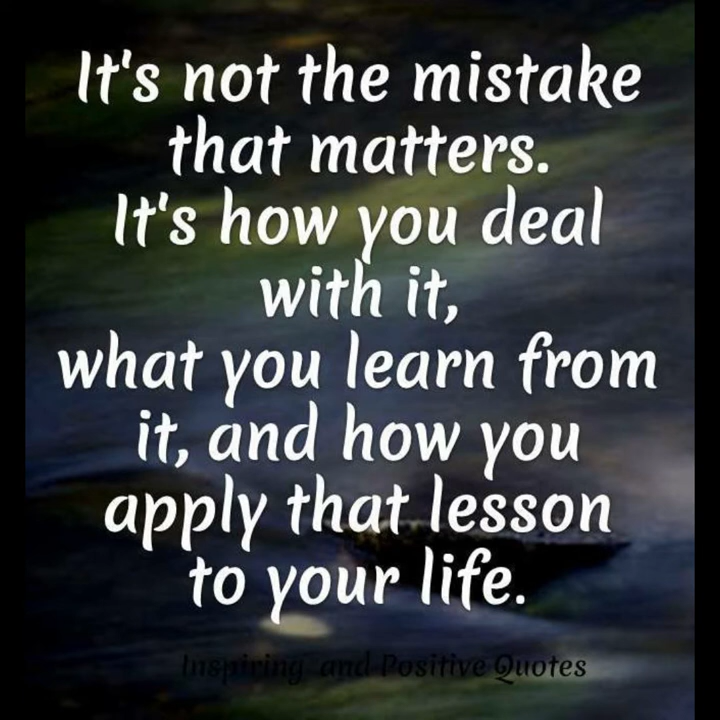 It's not the mistake
that matters.
It's how you deal
with it,
what you learn from
it, and how you
apply that lesson
to your life.
Inspiring and Positive Quotes